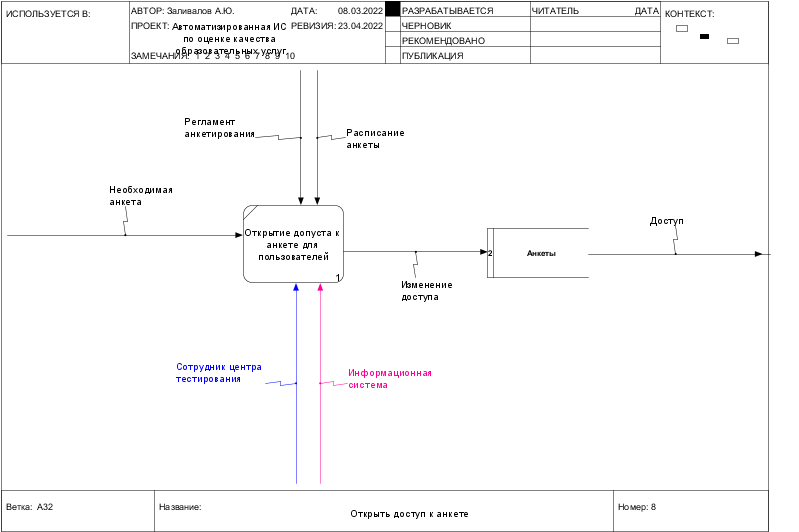 ИСПОЛЬЗУЕТСЯ В:
АВТОР: Заливалов А.Ю.
ДАТА: 08.03.2022
РАЗРАБАТЫВАЕТСЯ
ЧИТАТЕЛЬ
ДАТА
КОНТЕКСТ:
ПРОЕКТ: Автоматизированная ИС
по оценке качества
образовательных услуг
РЕВИЗИЯ: 23.04.2022
ЧЕРНОВИК
РЕКОМЕНДОВАНО
ЗАМЕЧАНИЯ: 1 2 3 4 5 6 7 8 9 10
ПУБЛИКАЦИЯ
Регламент
анкетирования
Расписание
анкеты
Необходимая
анкета
Открытие допуста к
анкете для
пользователей
1
Доступ
2
Анкеты
Изменение
доступа
Сотрудник центра
тестирования
Информационная
система
Ветка: А32
Название:
Открыть доступ к анкете
Номер: 8